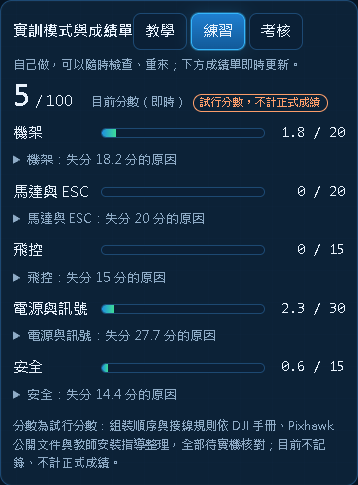 實訓模式與成績單 教學 練習 考核
自己做，可以隨時檢查、重來；下方成績單即時更新。
5 / 100 目前分數（即時） 試行分數，不計正式成績
機架 1.8 / 20
▶ 機架：失分 18.2 分的原因
馬達與 ESC 0 / 20
▶ 馬達與 ESC：失分 20 分的原因
飛控 0 / 15
▶ 飛控：失分 15 分的原因
電源與訊號 2.3 / 30
▶ 電源與訊號：失分 27.7 分的原因
安全 0.6 / 15
▶ 安全：失分 14.4 分的原因
分數為試行分數：組裝順序與接線規則依 DJI 手冊、Pixhawk
公開文件與教師安裝指導整理，全部待實機核對；目前不記
錄、不計正式成績。